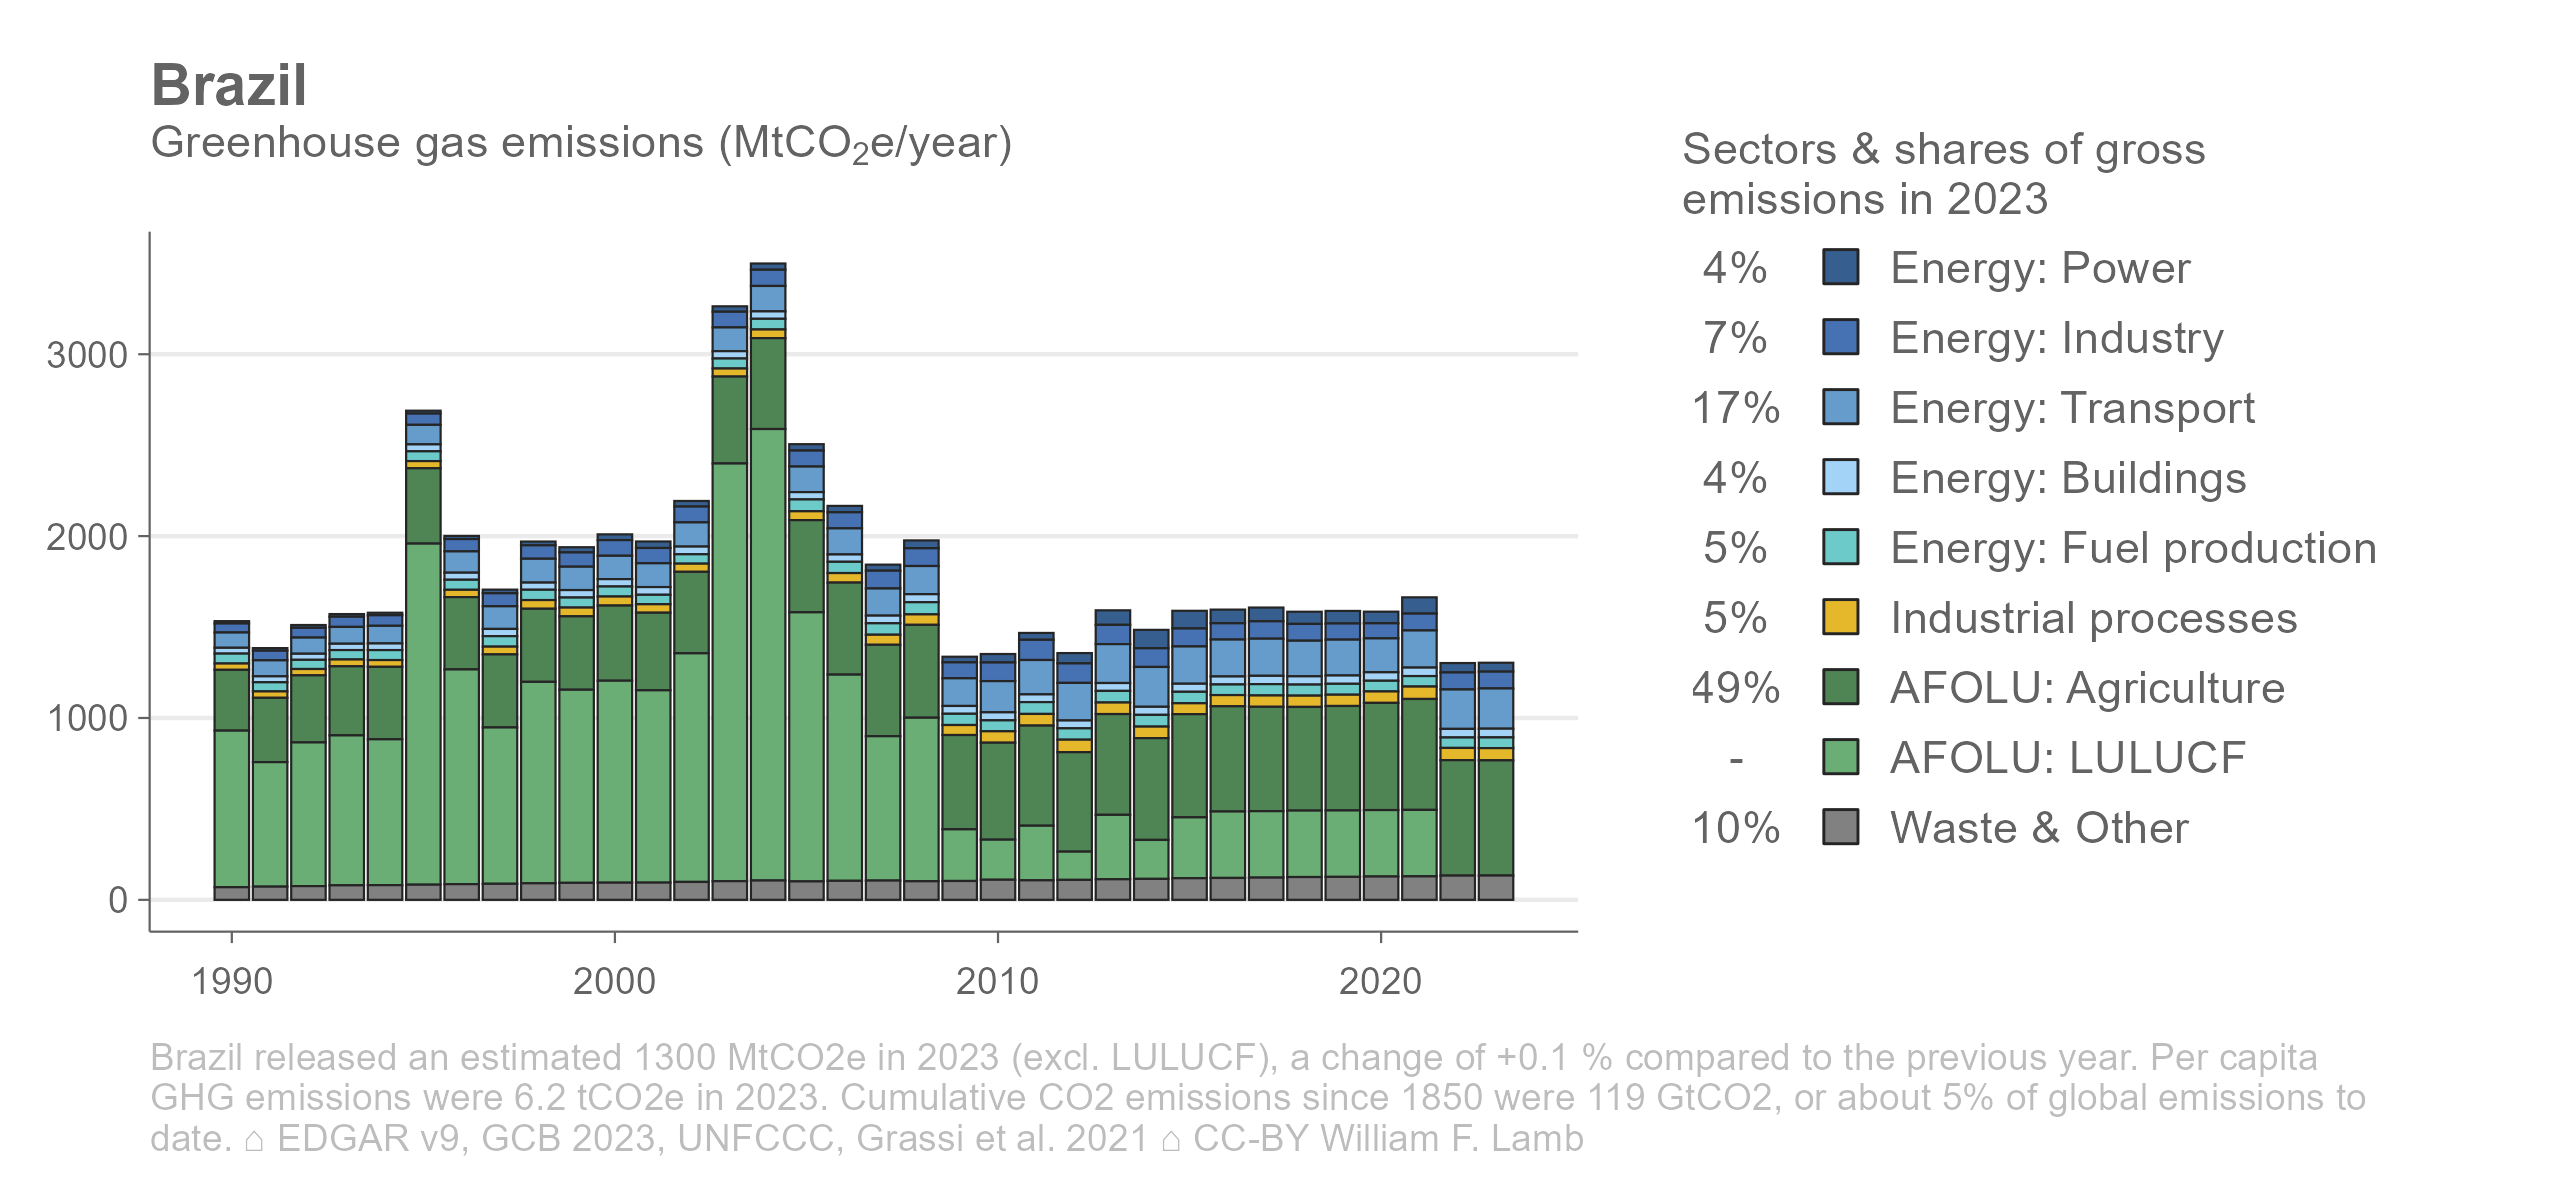 Brazil
Greenhouse gas emissions (MtCO₂e/year)
Sectors & shares of gross
emissions in 2023
4% Energy: Power
7% Energy: Industry
17% Energy: Transport
4% Energy: Buildings
5% Energy: Fuel production
5% Industrial processes
49% AFOLU: Agriculture
- AFOLU: LULUCF
10% Waste & Other
3000
2000
1000
0
1990 2000 2010 2020
Brazil released an estimated 1300 MtCO2e in 2023 (excl. LULUCF), a change of +0.1 % compared to the previous year. Per capita
GHG emissions were 6.2 tCO2e in 2023. Cumulative CO2 emissions since 1850 were 119 GtCO2, or about 5% of global emissions to
date. ⌂ EDGAR v9, GCB 2023, UNFCCC, Grassi et al. 2021 ⌂ CC-BY William F. Lamb